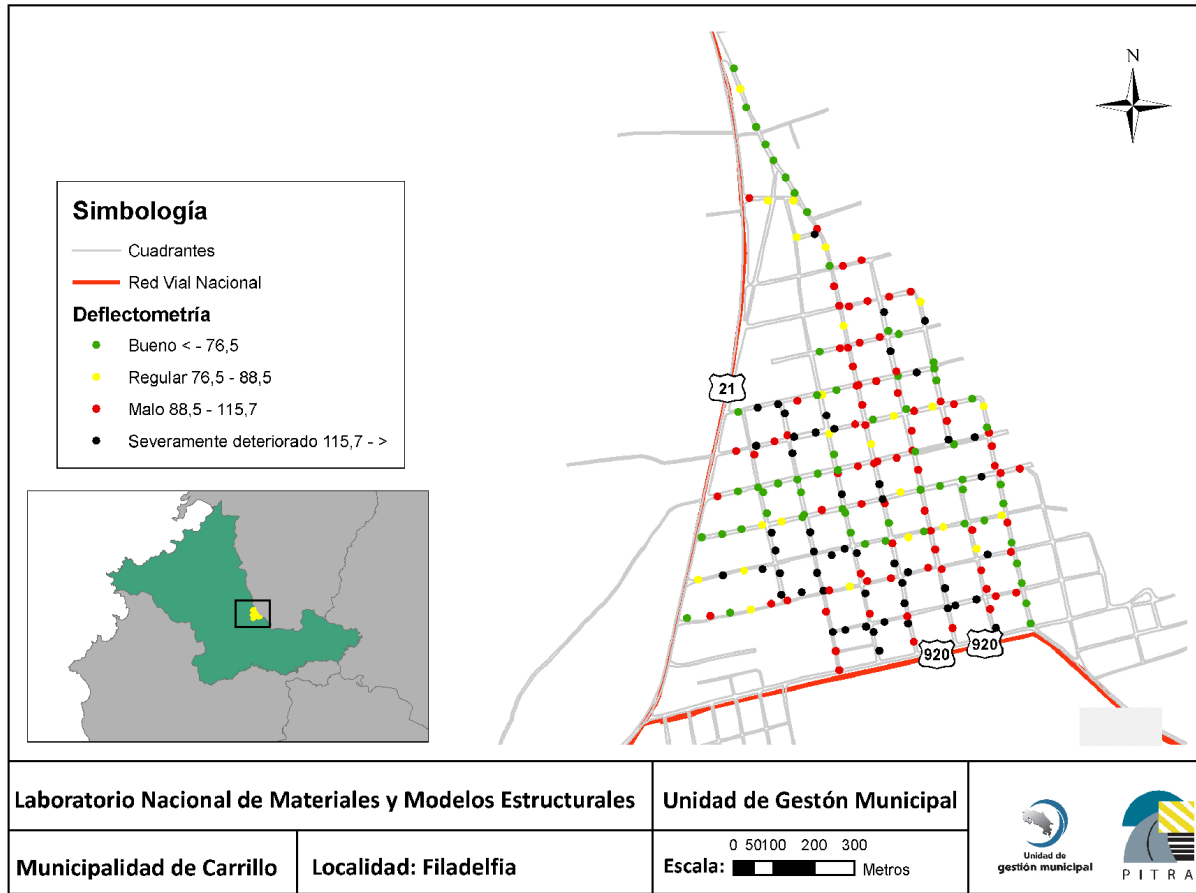 N
Simbología
Cuadrantes
Red Vial Nacional
Deflectometría
Bueno < - 76,5
Regular 76,5 - 88,5
Malo 88,5 - 115,7
Severamente deteriorado 115,7 - >
21
920
920
Laboratorio Nacional de Materiales y Modelos Estructurales
Unidad de Gestión Municipal
Municipalidad de Carrillo
Localidad: Filadelfia
0 50100 200 300
Escala: Metros
Unidad de
gestión municipal
PITRA